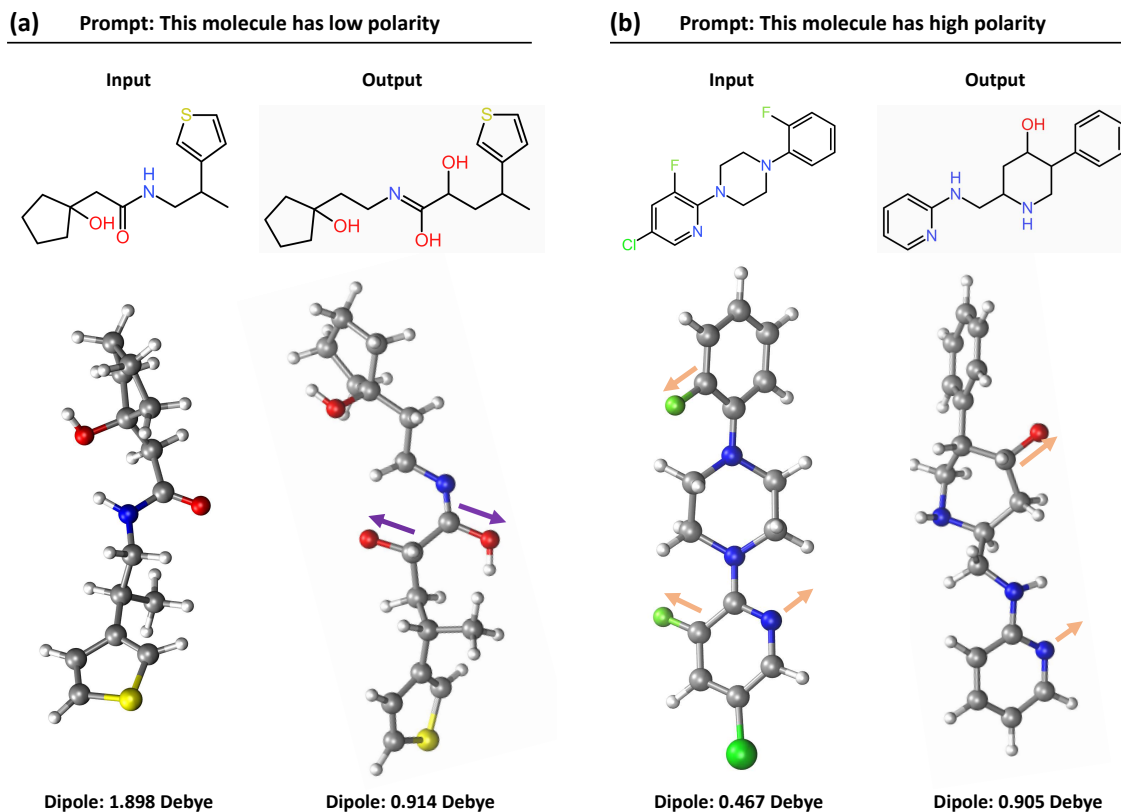 (a) Prompt: This molecule has low polarity
Input Output
S
H
N
OH
O
S
OH
N
OH
OH
Dipole: 1.898 Debye Dipole: 0.914 Debye
(b) Prompt: This molecule has high polarity
Input Output
F
N
F
N
N
Cl
OH
H
N
N
N
H
Dipole: 0.467 Debye Dipole: 0.905 Debye